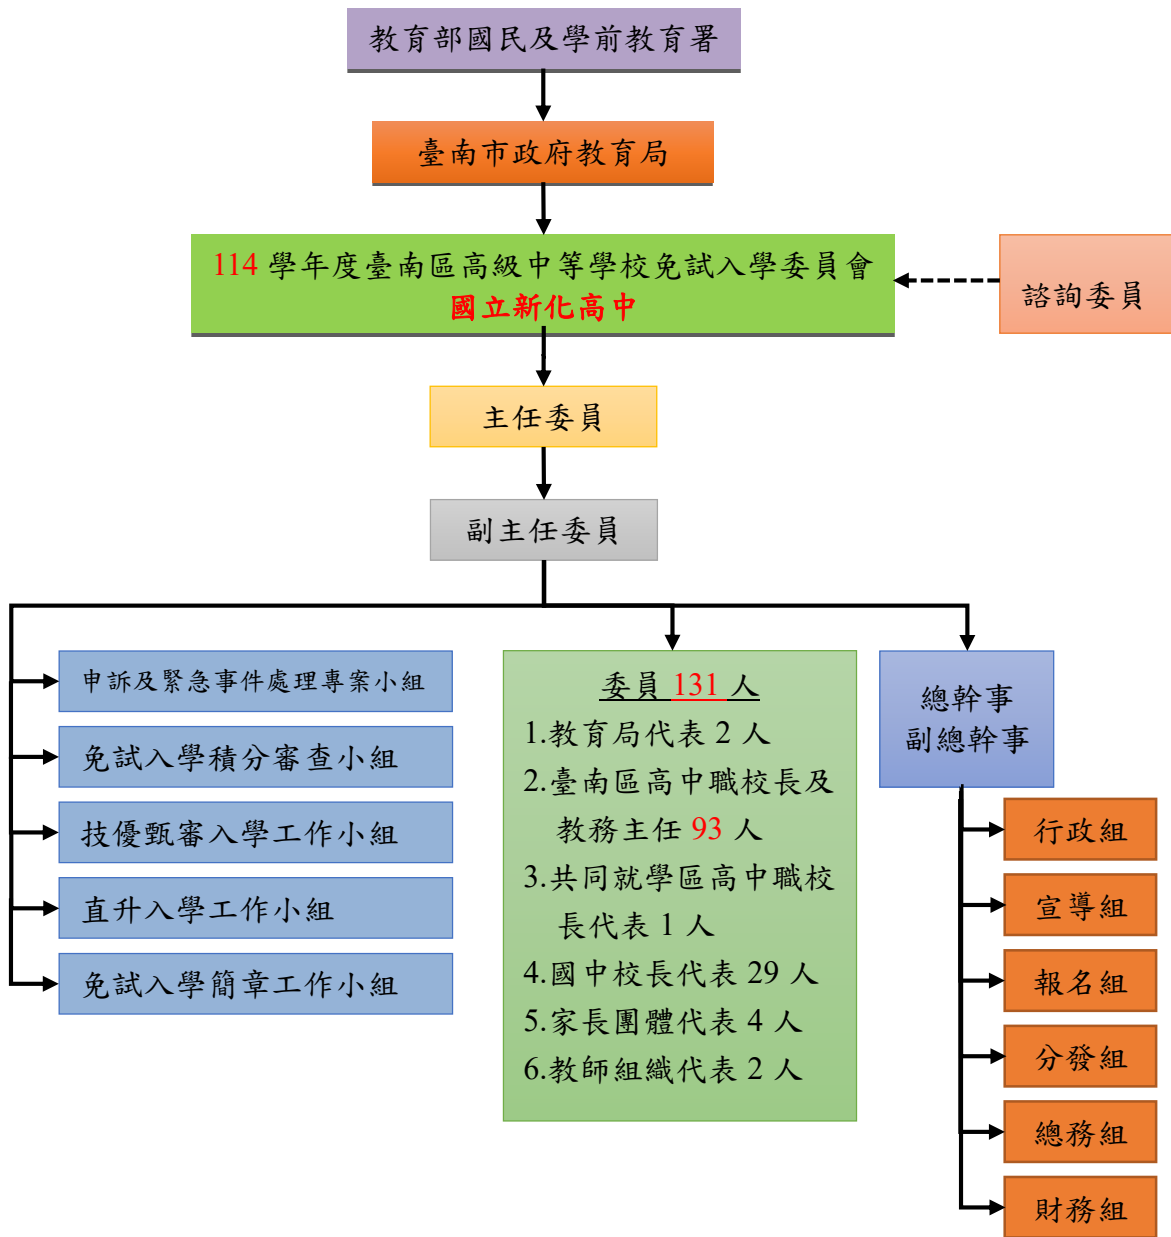 教育部國民及學前教育署
臺南市政府教育局
114 學年度臺南區高級中等學校免試入學委員會
國立新化高中
諮詢委員
主任委員
副主任委員
申訴及緊急事件處理專案小組
免試入學積分審查小組
技優甄審入學工作小組
直升入學工作小組
免試入學簡章工作小組
委員 131 人
1.教育局代表 2 人
2.臺南區高中職校長及
教務主任 93 人
3.共同就學區高中職校
長代表 1 人
4.國中校長代表 29 人
5.家長團體代表 4 人
6.教師組織代表 2 人
總幹事
副總幹事
行政組
宣導組
報名組
分發組
總務組
財務組